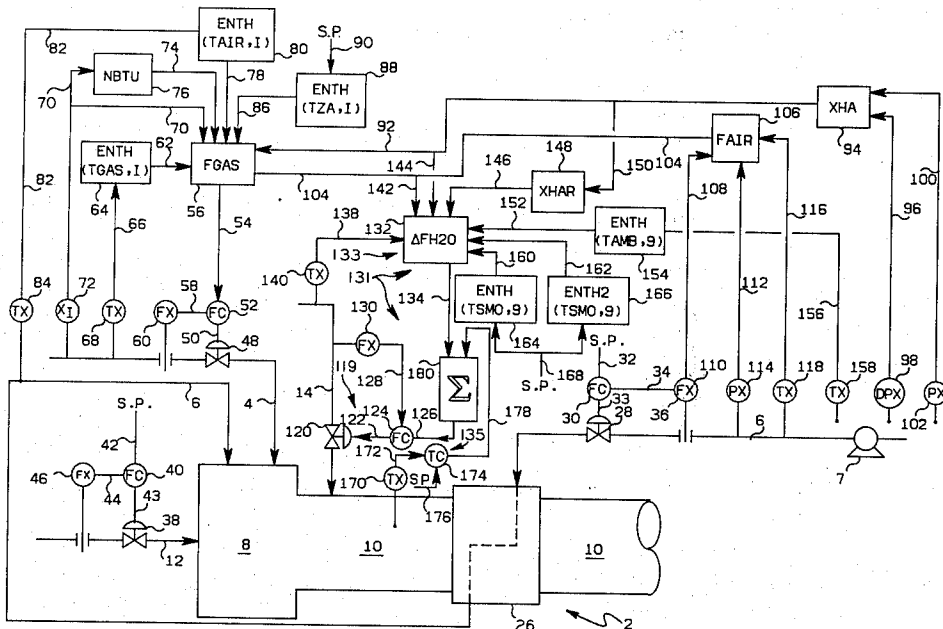 ENTH
(TAIR,I)
80
82
74
S.P.
90
NBTU
76
78
ENTH
(TZA,I)
88
86
70
70
92
XHA
94
106
FAIR
104
100
ENTH
(TGAS,I)
62
64
FGAS
56
144
104
142
146
148
XHAR
150
108
96
82
66
54
132
152
116
138
ΔFH2O
ENTH
(TAMB,9)
154
133
160
162
112
140
TX
131
134
ENTH
(TSMO,9)
164
ENTH2
(TSMO,9)
166
156
84
TX
72
XI
68
TX
58
60
FX
FC
52
50
48
130
FX
180
Σ
S.P.
168
S.P.
32
110
114
118
158
98
34
FC
FX
PX
TX
TX
DPX
PX
30
33
28
36
102
6
14
119
128
178
6
4
120
122
124
126
FC
135
7
S.P.
42
172
TC
174
46
FX
FC
40
170
TX
S.P.
176
44
43
38
8
10
10
12
26
2